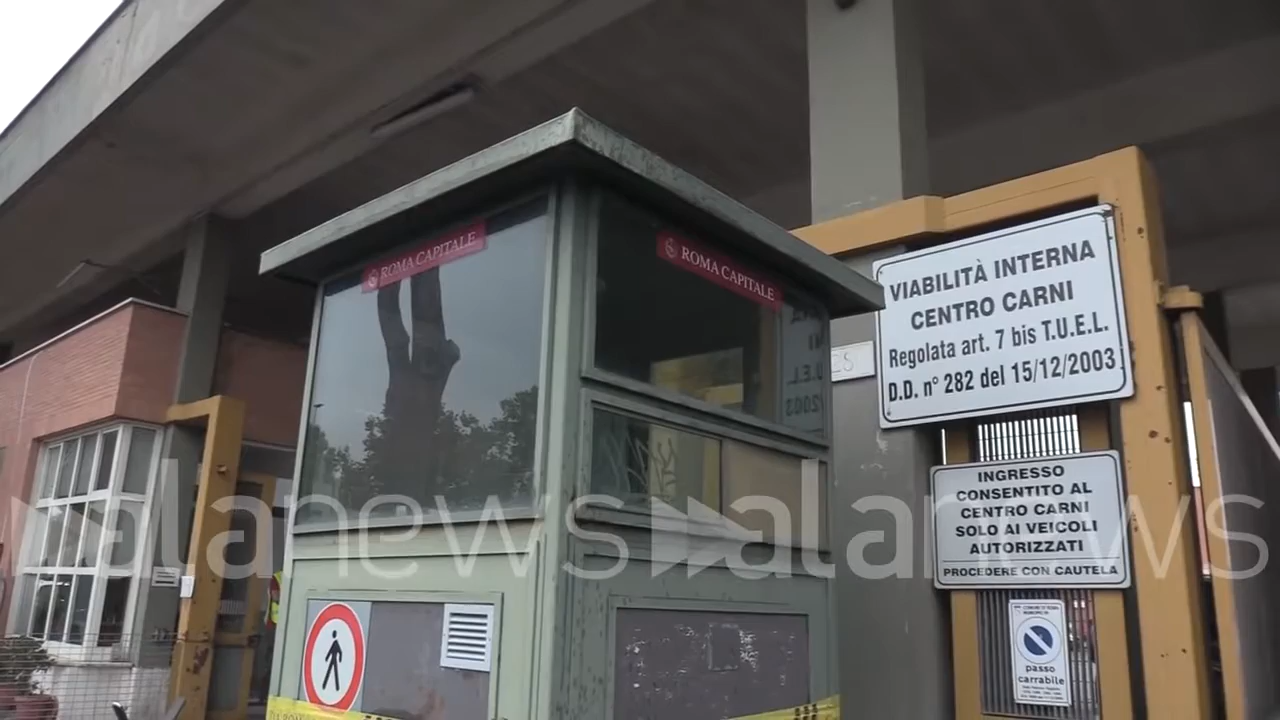 ROMA CAPITALE
ROMA CAPITALE
VIABILITÀ INTERNA
CENTRO CARNI
Regolata art. 7 bis T.U.E.L.
D.D. n° 282 del 15/12/2003
INGRESSO
CONSENTITO AL
CENTRO CARNI
SOLO AI VEICOLI
AUTORIZZATI
PROCEDERE CON CAUTELA
passo
carrabile
alanews
alanews